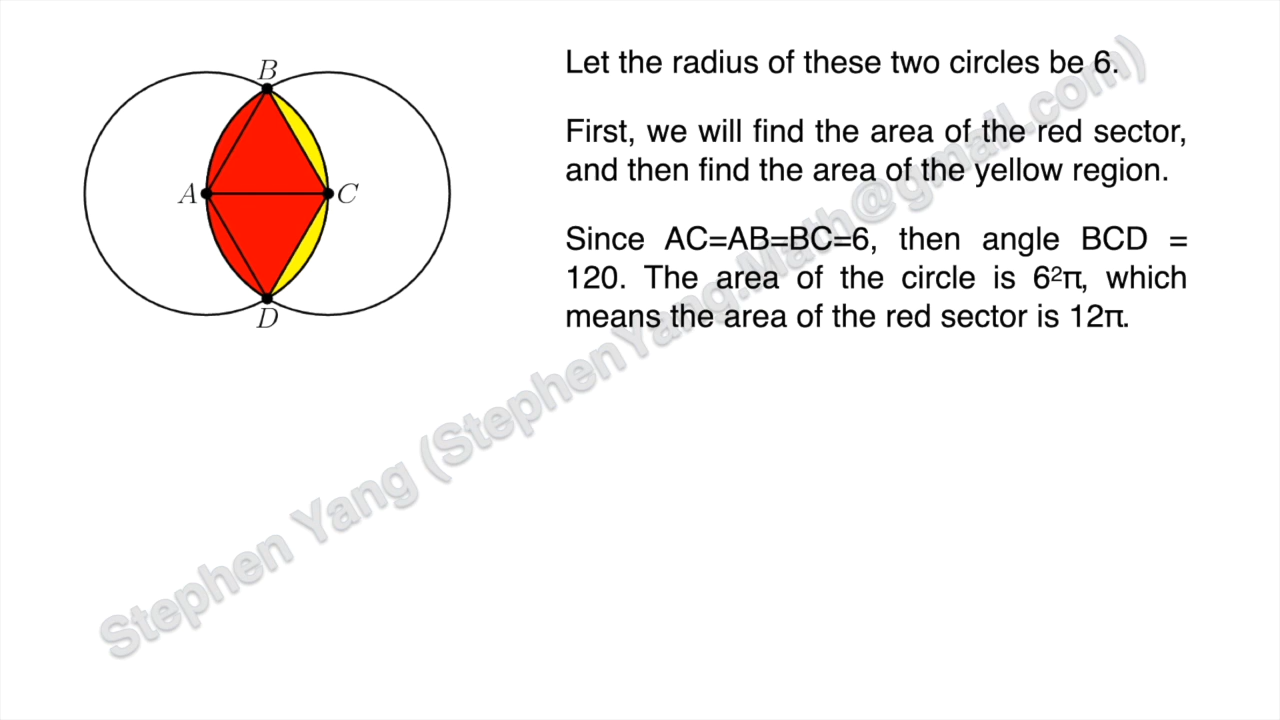 B
A
C
D
Let the radius of these two circles be 6.
First, we will find the area of the red sector,
and then find the area of the yellow region.
Since AC=AB=BC=6, then angle BCD =
120. The area of the circle is 6²π, which
means the area of the red sector is 12π.
Stephen Yang (StephenYang.Math@gmail.com)